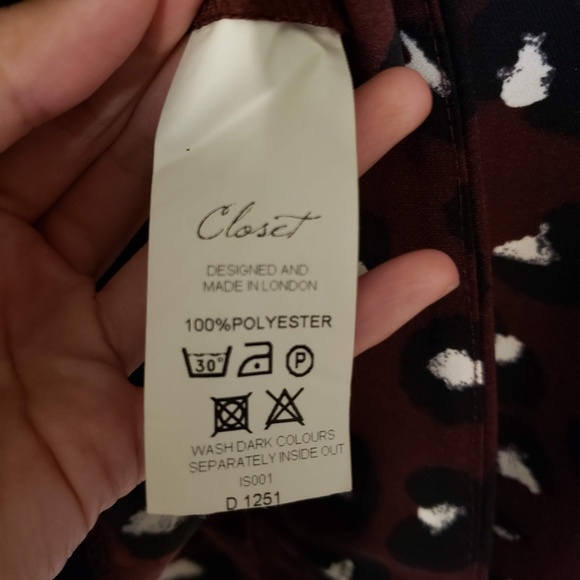 Closet
DESIGNED AND
MADE IN LONDON
100%POLYESTER
30° P
WASH DARK COLOURS
SEPARATELY INSIDE OUT
IS001
D 1251